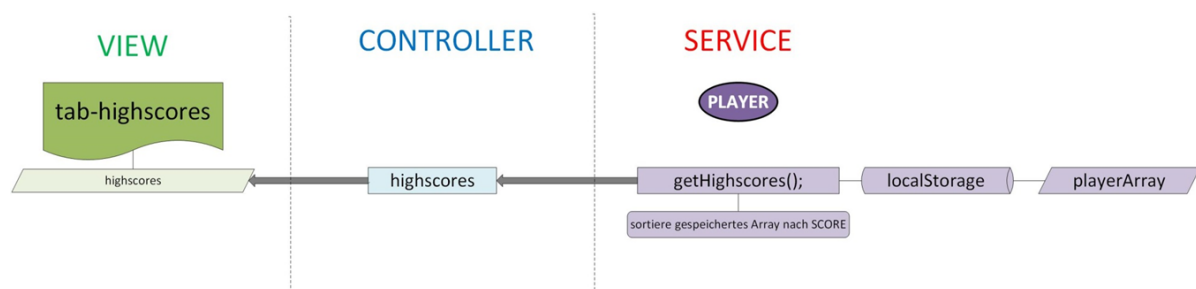 VIEW
CONTROLLER
SERVICE
tab-highscores
PLAYER
highscores
highscores
getHighscores();
localStorage
playerArray
sortiere gespeichertes Array nach SCORE